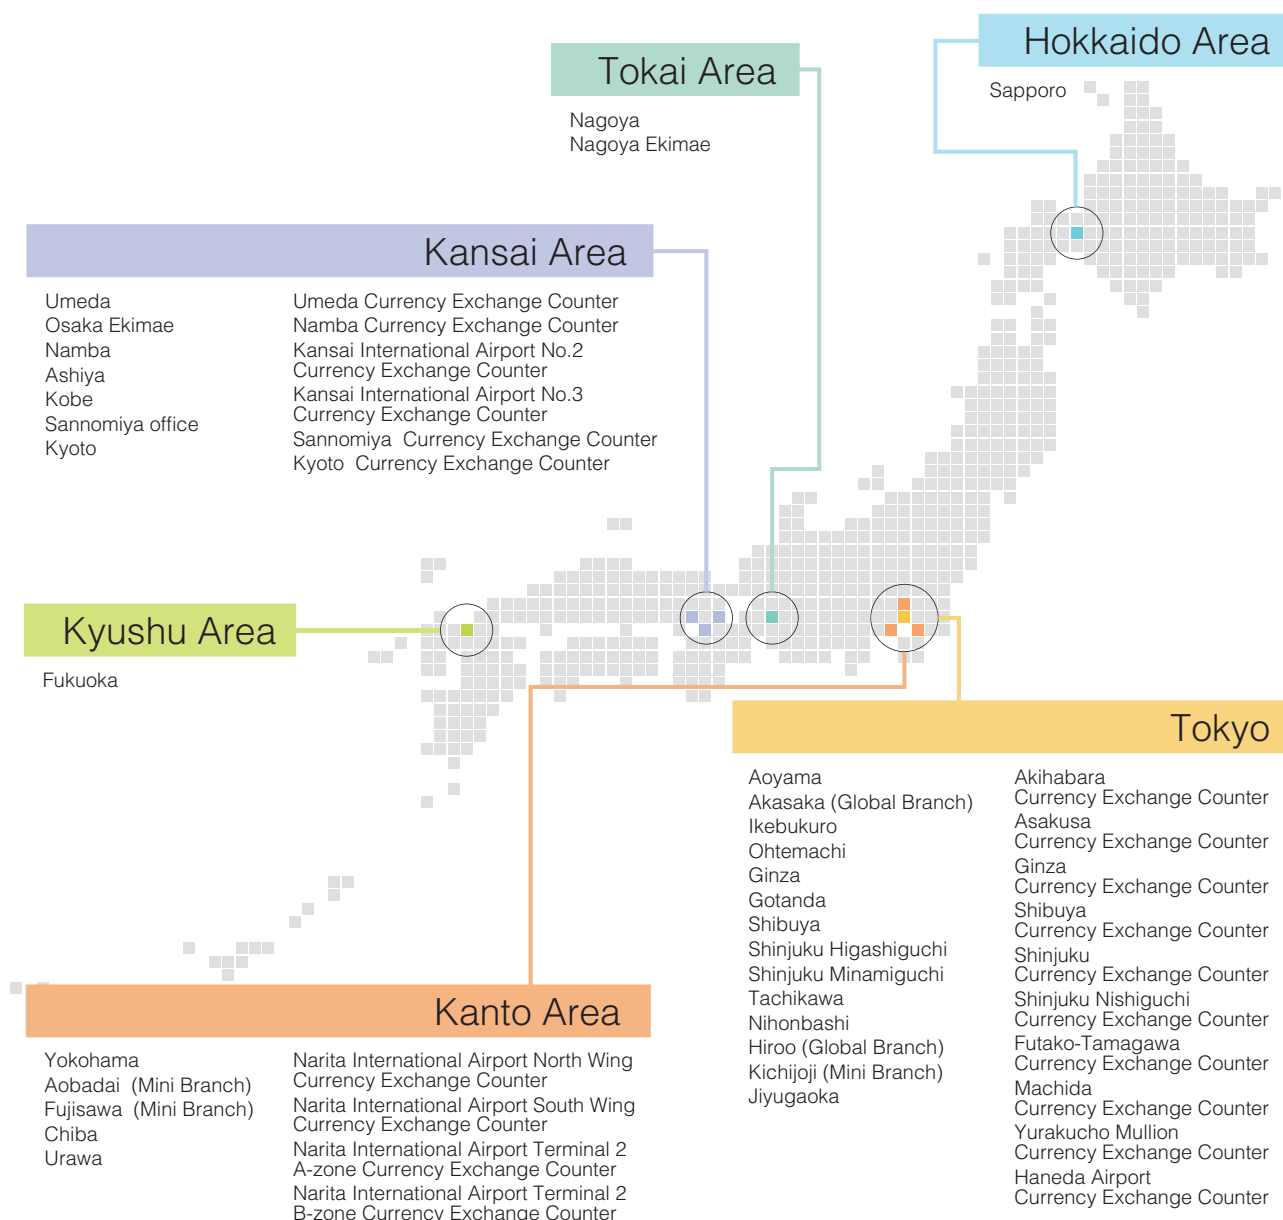 Hokkaido Area
Sapporo
Tokai Area
Nagoya
Nagoya Ekimae
Kansai Area
Umeda
Osaka Ekimae
Namba
Ashiya
Kobe
Sannomiya office
Kyoto
Umeda Currency Exchange Counter
Namba Currency Exchange Counter
Kansai International Airport No.2
Currency Exchange Counter
Kansai International Airport No.3
Currency Exchange Counter
Sannomiya Currency Exchange Counter
Kyoto Currency Exchange Counter
Kyushu Area
Fukuoka
Tokyo
Aoyama
Akasaka (Global Branch)
Ikebukuro
Ohtemachi
Ginza
Gotanda
Shibuya
Shinjuku Higashiguchi
Shinjuku Minamiguchi
Tachikawa
Nihonbashi
Hiroo (Global Branch)
Kichijoji (Mini Branch)
Jiyugaoka
Akihabara
Currency Exchange Counter
Asakusa
Currency Exchange Counter
Ginza
Currency Exchange Counter
Shibuya
Currency Exchange Counter
Shinjuku
Currency Exchange Counter
Shinjuku Nishiguchi
Currency Exchange Counter
Futako-Tamagawa
Currency Exchange Counter
Machida
Currency Exchange Counter
Yurakucho Mullion
Currency Exchange Counter
Haneda Airport
Currency Exchange Counter
Kanto Area
Yokohama
Aobadai (Mini Branch)
Fujisawa (Mini Branch)
Chiba
Urawa
Narita International Airport North Wing
Currency Exchange Counter
Narita International Airport South Wing
Currency Exchange Counter
Narita International Airport Terminal 2
A-zone Currency Exchange Counter
Narita International Airport Terminal 2
B-zone Currency Exchange Counter